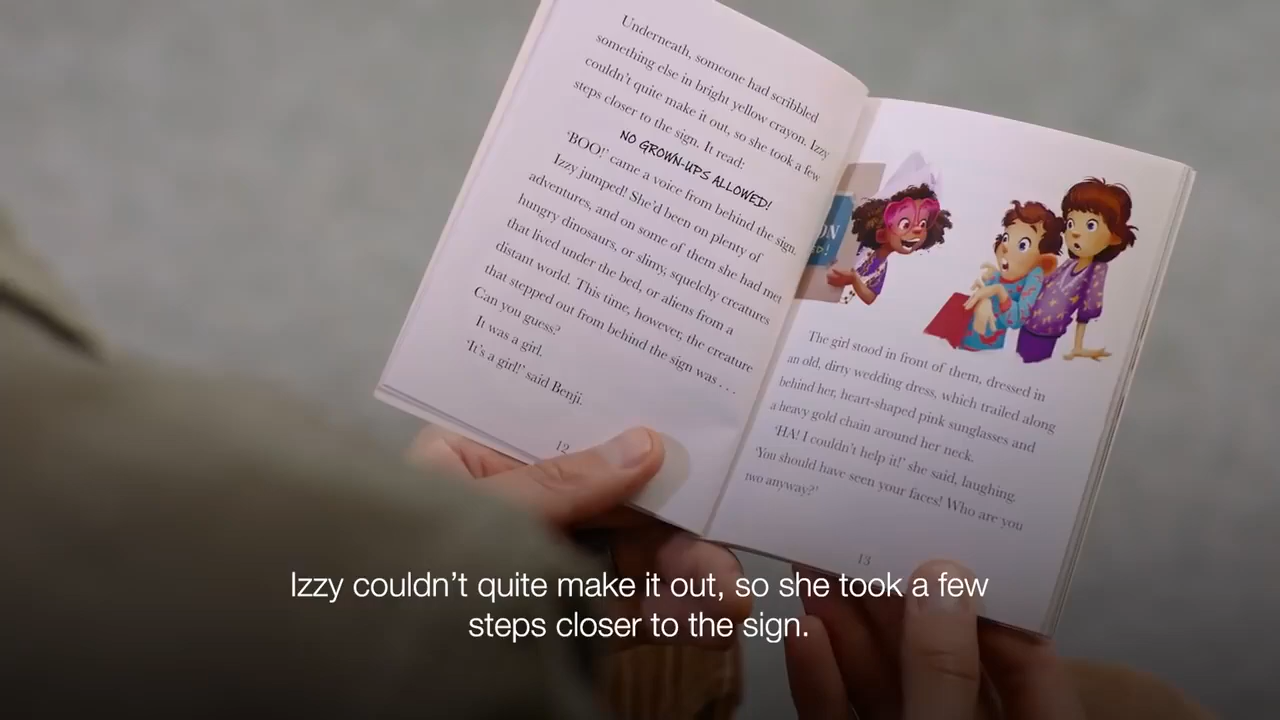 Underneath, someone had scribbled
something else in bright yellow crayon. Izzy
couldn't quite make it out, so she took a few
steps closer to the sign. It read:
NO GROWN-UPS ALLOWED!
'BOO!' came a voice from behind the sign.
Izzy jumped! She'd been on plenty of
adventures, and on some of them she had met
hungry dinosaurs, or slimy, squelchy creatures
that lived under the bed, or aliens from a
distant world. This time, however, the creature
that stepped out from behind the sign was . . .
Can you guess?
It was a girl.
'It's a girl!' said Benji.
12
ON
ED!
The girl stood in front of them, dressed in
an old, dirty wedding dress, which trailed along
behind her, heart-shaped pink sunglasses and
a heavy gold chain around her neck.
'HA! I couldn't help it!' she said, laughing.
'You should have seen your faces! Who are you
two anyway?'
13
Izzy couldn't quite make it out, so she took a few
steps closer to the sign.